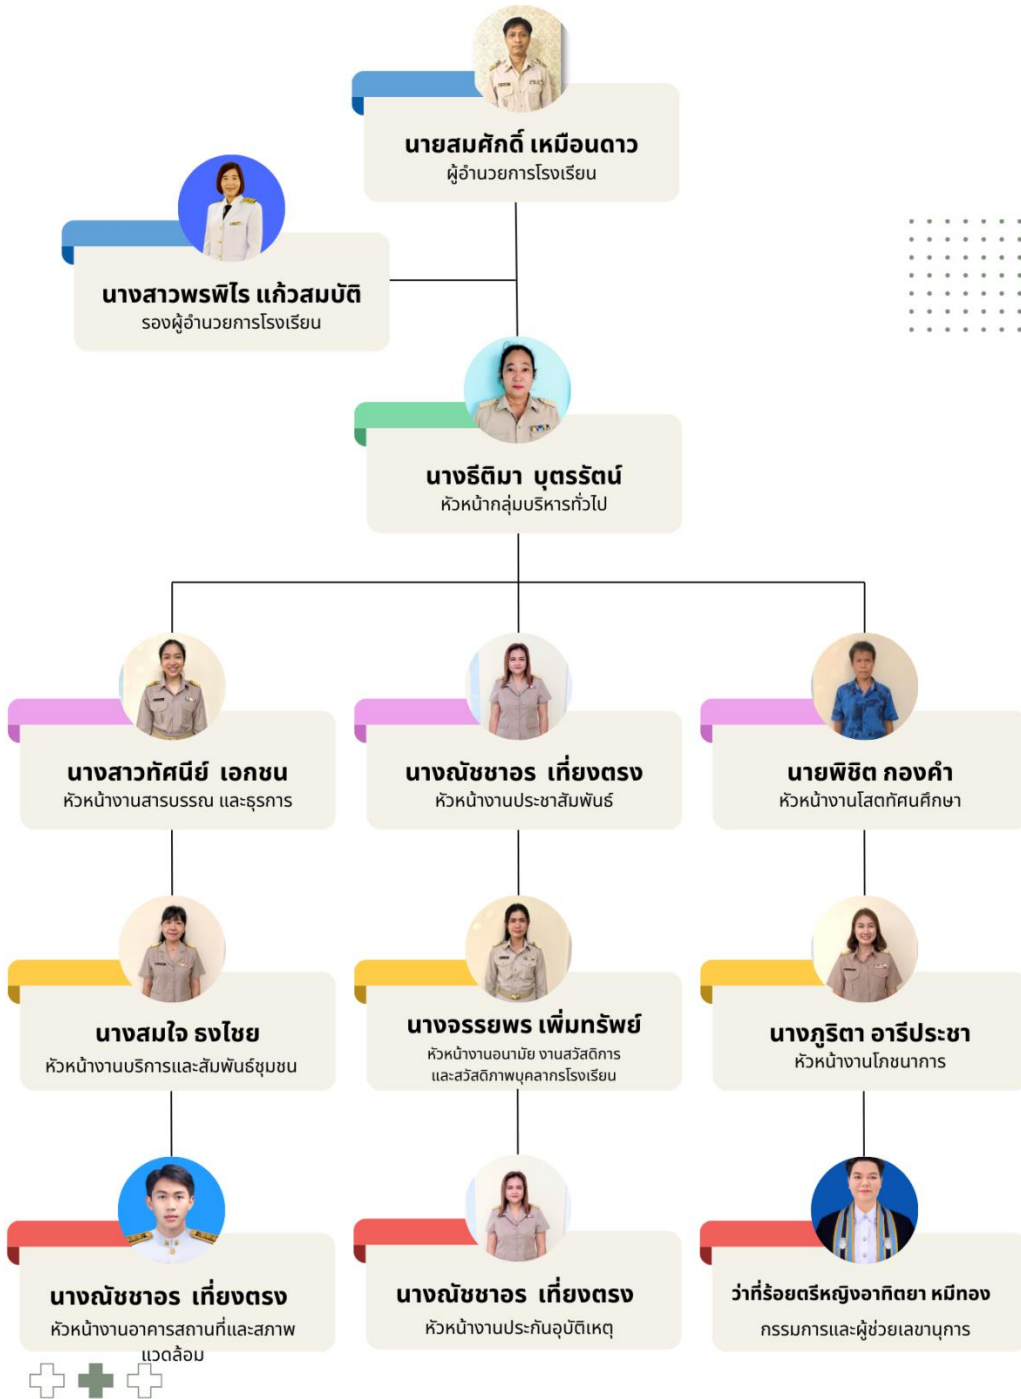 นายสมศักดิ์ เหมือนดาว
ผู้อำนวยการโรงเรียน
นางสาวพรพิไร แก้วสมบัติ
รองผู้อำนวยการโรงเรียน
นางธีติมา บุตรรัตน์
หัวหน้ากลุ่มบริหารทั่วไป
นางสาวทัศนีย์ เอกชน
หัวหน้างานสารบรรณ และธุรการ
นางณัชชาอร เที่ยงตรง
หัวหน้างานประชาสัมพันธ์
นายพิชิต กองคำ
หัวหน้างานโสตทัศนศึกษา
นางสมใจ ธงไชย
หัวหน้างานบริการและสัมพันธ์ชุมชน
นางจรรยพร เพิ่มทรัพย์
หัวหน้างานอนามัย งานสวัสดิการ
และสวัสดิภาพบุคลากรโรงเรียน
นางภูริตา อารีประชา
หัวหน้างานโภชนาการ
นางณัชชาอร เที่ยงตรง
หัวหน้างานอาคารสถานที่และสภาพ
แวดล้อม
นางณัชชาอร เที่ยงตรง
หัวหน้างานประกันอุบัติเหตุ
ว่าที่ร้อยตรีหญิงอาทิตยา หมีทอง
กรรมการและผู้ช่วยเลขานุการ